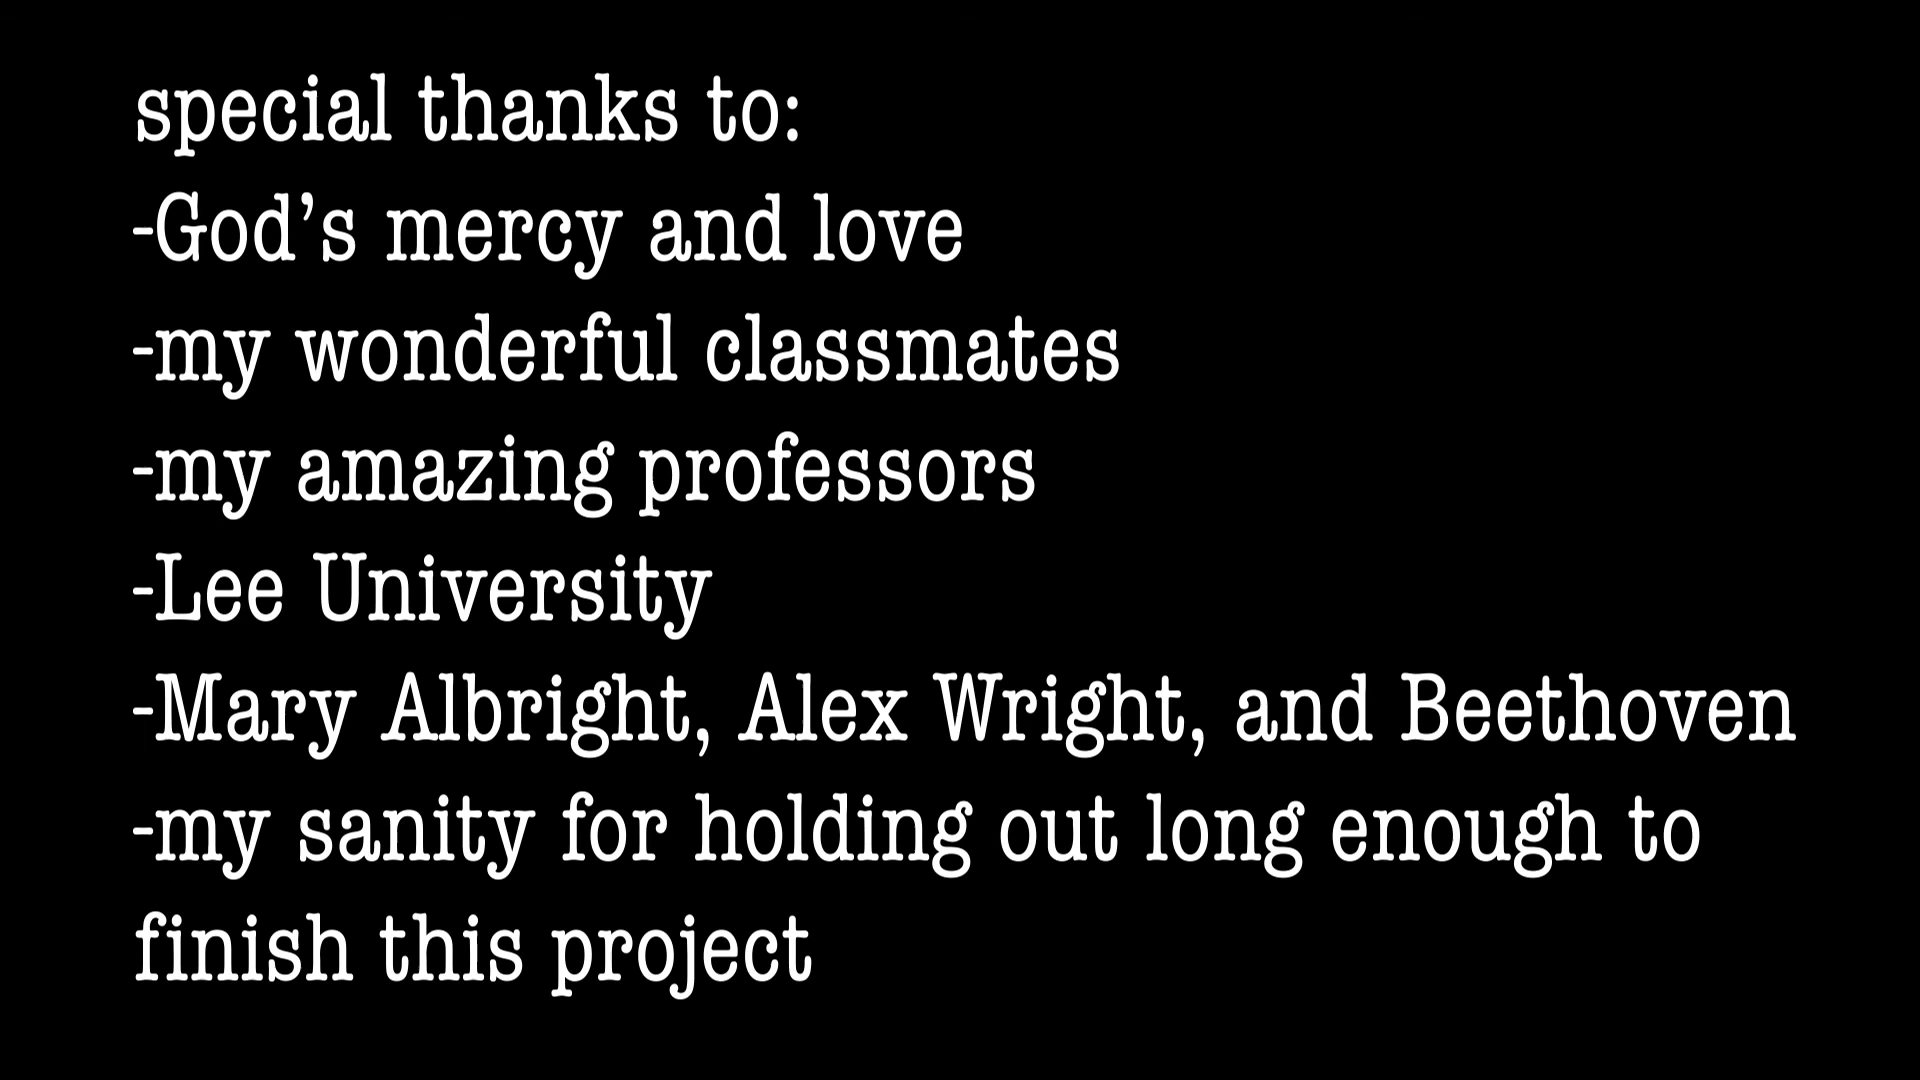 special thanks to:
-God’s mercy and love
-my wonderful classmates
-my amazing professors
-Lee University
-Mary Albright, Alex Wright, and Beethoven
-my sanity for holding out long enough to
finish this project